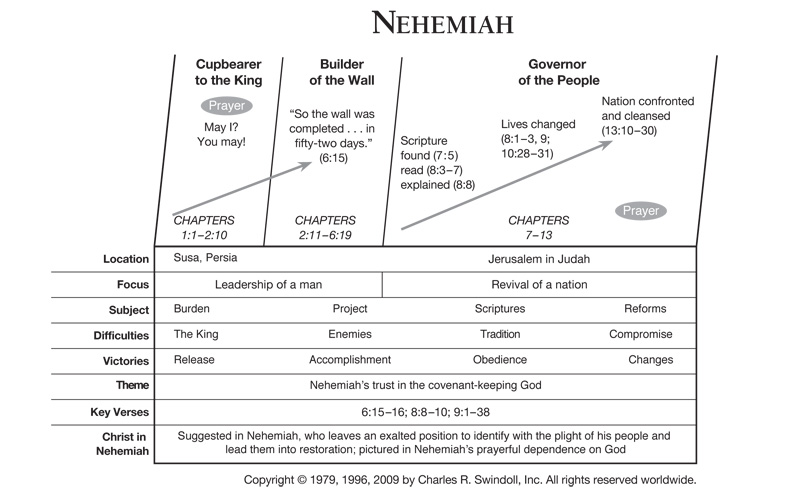 NEHEMIAH
Cupbearer
to the King
Prayer
May I?
You may!
CHAPTERS
1:1–2:10
Builder
of the Wall
“So the wall was
completed . . . in
fifty-two days.”
(6:15)
CHAPTERS
2:11–6:19
Governor
of the People
Scripture
found (7:5)
read (8:3–7)
explained (8:8)
Lives changed
(8:1–3, 9;
10:28–31)
Nation confronted
and cleansed
(13:10–30)
Prayer
CHAPTERS
7–13
Location Susa, Persia Jerusalem in Judah
Focus Leadership of a man Revival of a nation
Subject Burden Project Scriptures Reforms
Difficulties The King Enemies Tradition Compromise
Victories Release Accomplishment Obedience Changes
Theme Nehemiah’s trust in the covenant-keeping God
Key Verses 6:15–16; 8:8–10; 9:1–38
Christ in
Nehemiah
Suggested in Nehemiah, who leaves an exalted position to identify with the plight of his people and
lead them into restoration; pictured in Nehemiah’s prayerful dependence on God
Copyright © 1979, 1996, 2009 by Charles R. Swindoll, Inc. All rights reserved worldwide.